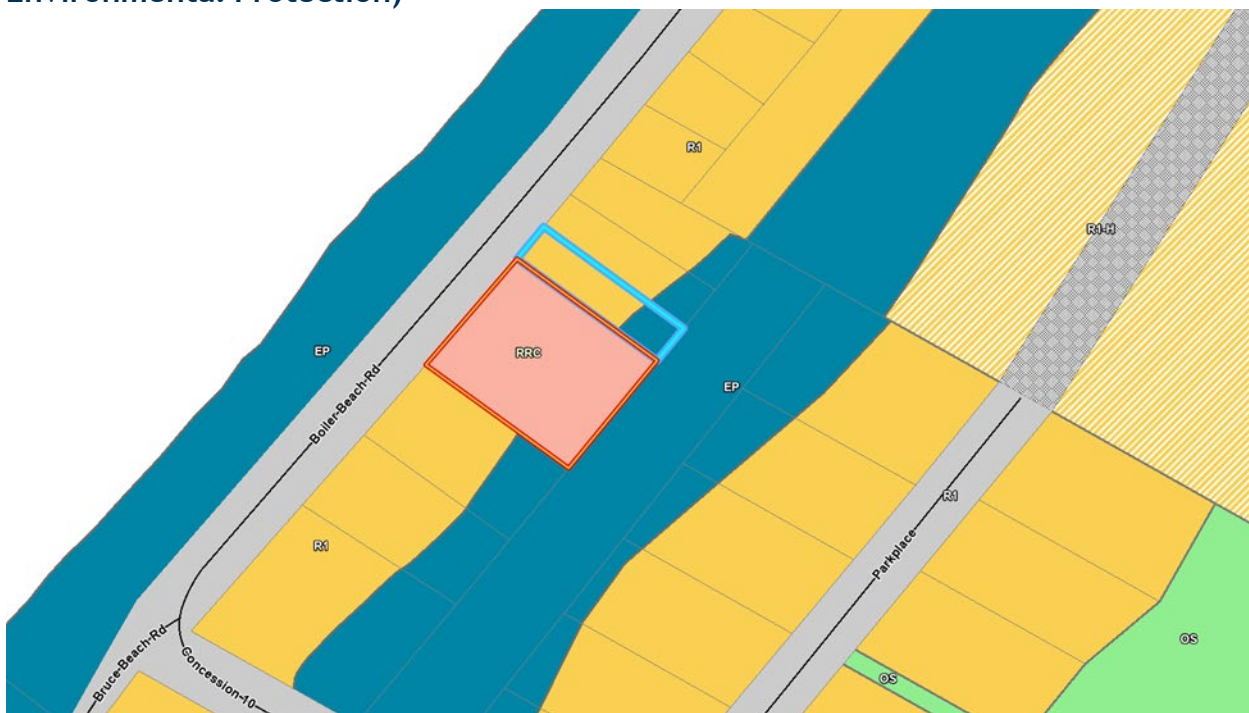 Environmental Protection)
R1
R1-H
EP
RRC
EP
Boiler-Beach-Rd
R1
R1
Parkplace
OS
OS
Bruce-Beach-Rd
Concession-10